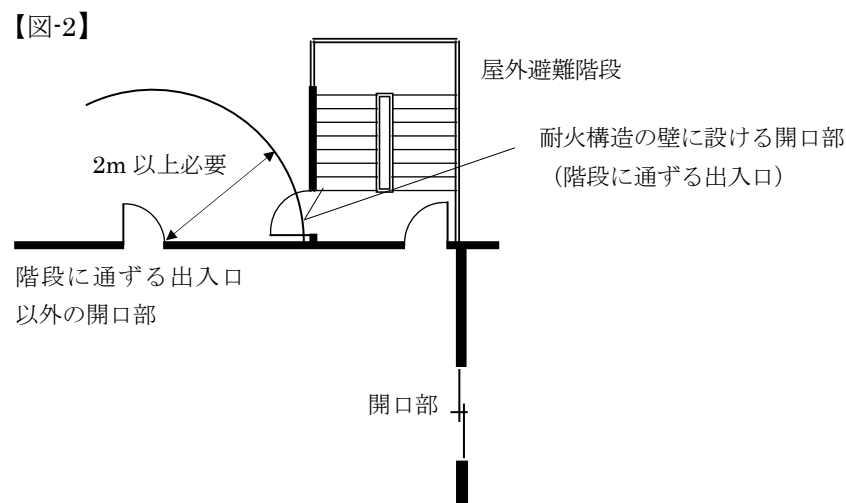 【図-2】
屋外避難階段
耐火構造の壁に設ける開口部
（階段に通ずる出入口）
2m 以上必要
階段に通ずる出入口
以外の開口部
開口部